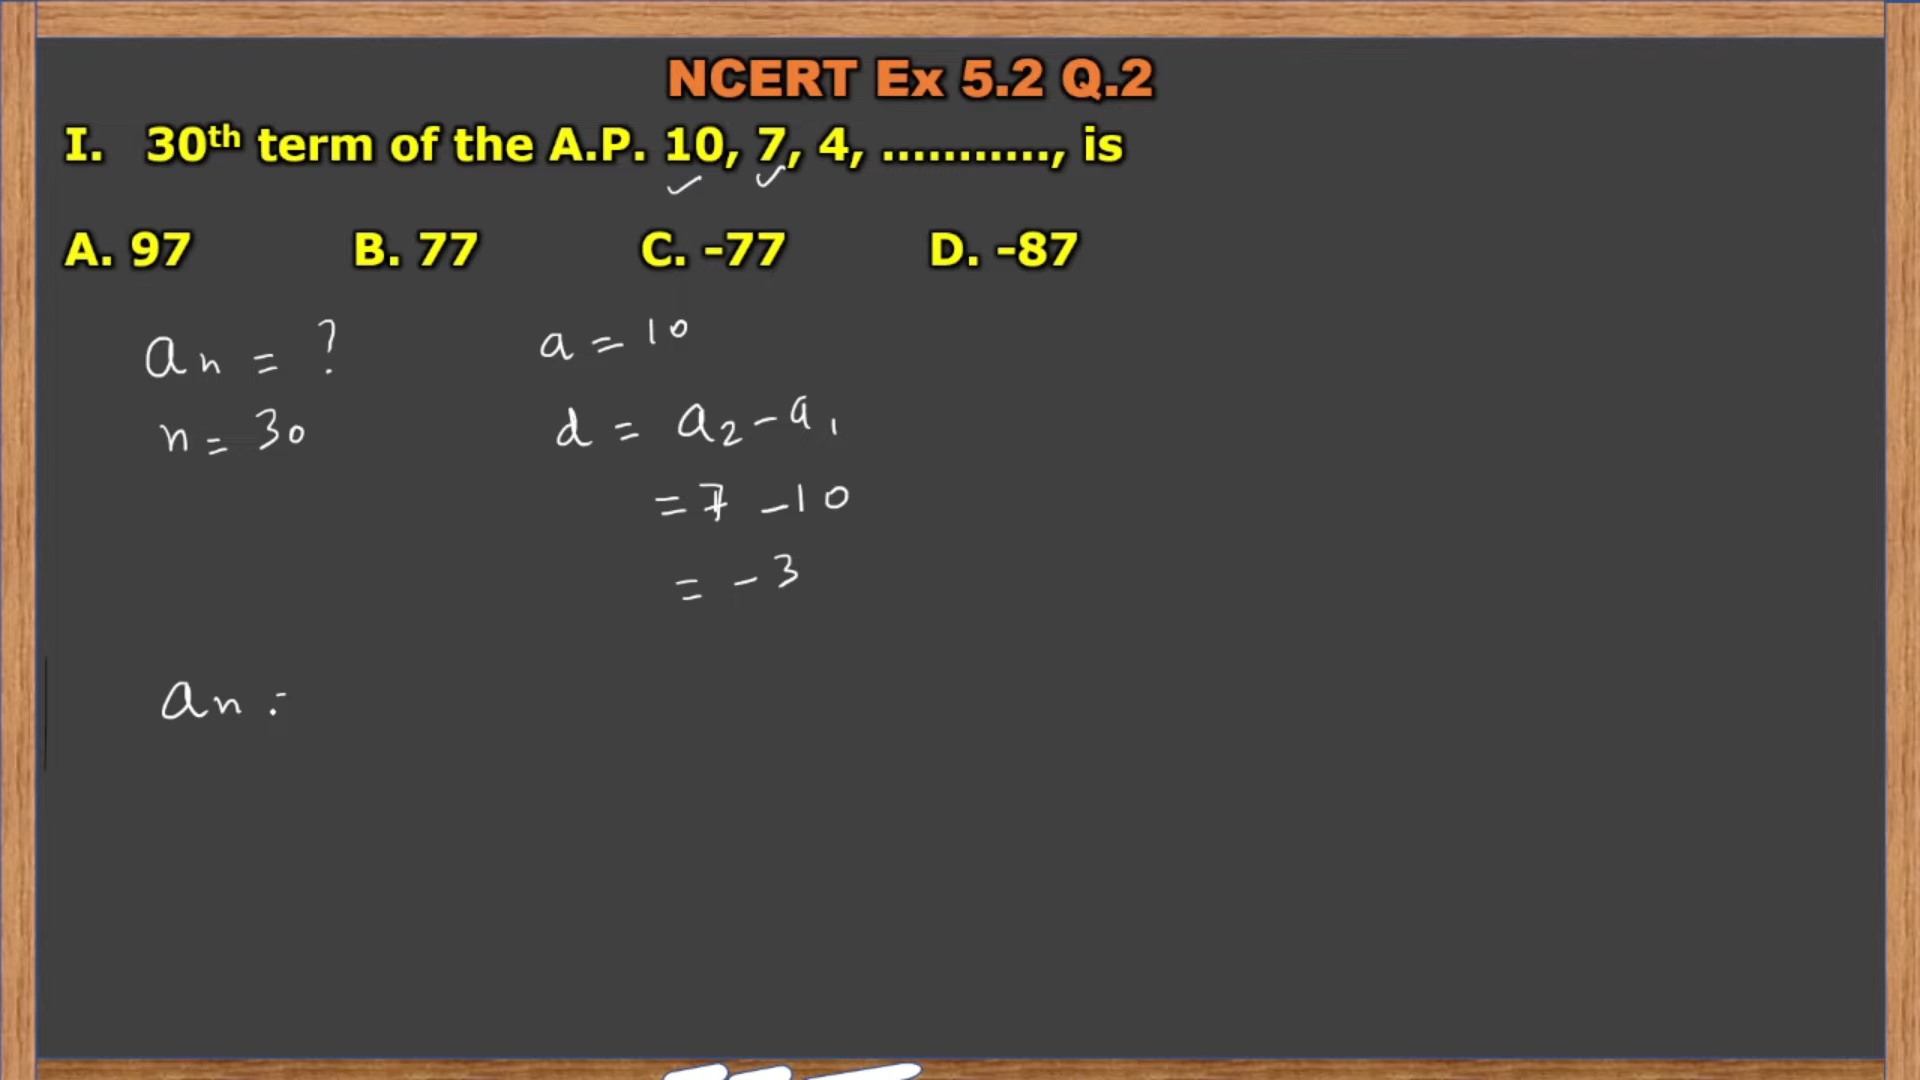 NCERT Ex 5.2 Q.2
I. 30th term of the A.P. 10, 7, 4, ..........., is
A. 97 B. 77 C. -77 D. -87
an = ? a = 10
n = 30 d = a2 - a1
= 7 - 10
= - 3
an =